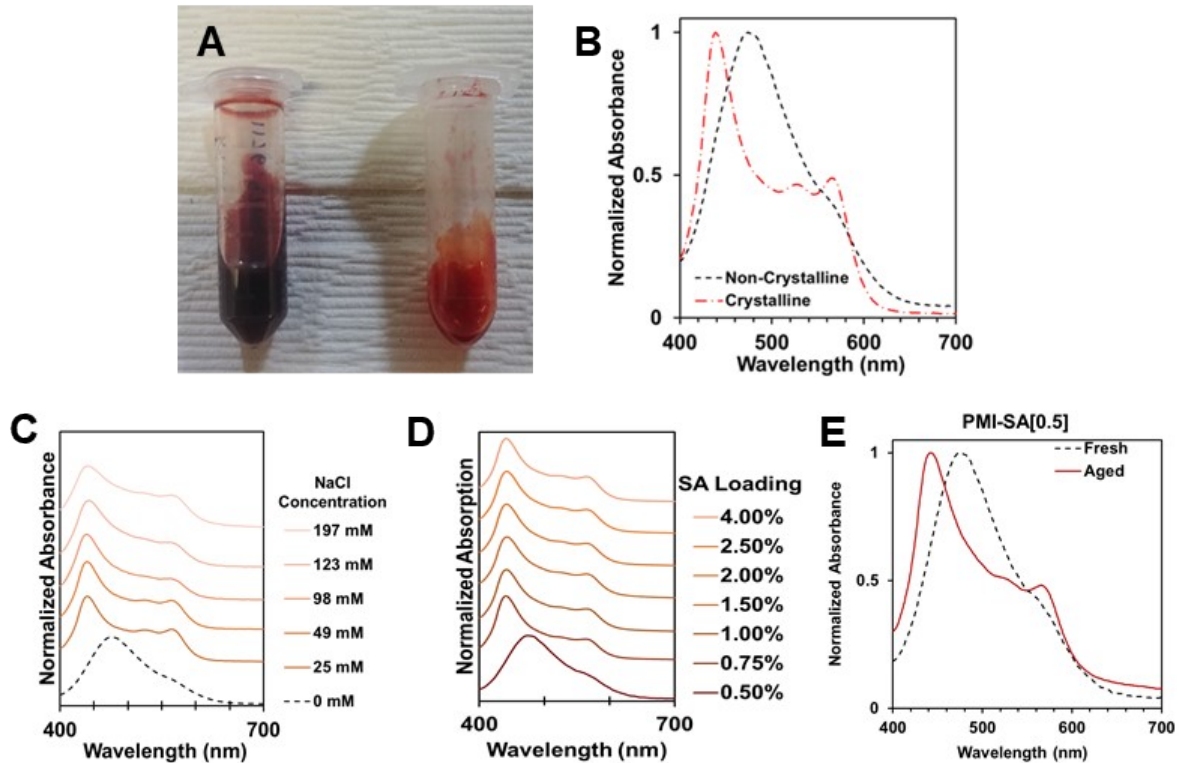 A
B
1
0.5
0
Normalized Absorbance
Non-Crystalline
Crystalline
400
500
600
700
Wavelength (nm)
C
Normalized Absorbance
400
700
Wavelength (nm)
NaCl
Concentration
197 mM
123 mM
98 mM
49 mM
25 mM
0 mM
D
Normalized Absorption
400
700
Wavelength (nm)
SA Loading
4.00%
2.50%
2.00%
1.50%
1.00%
0.75%
0.50%
E
PMI-SA[0.5]
Fresh
Aged
1
0.5
0
Normalized Absorbance
400
500
600
700
Wavelength (nm)